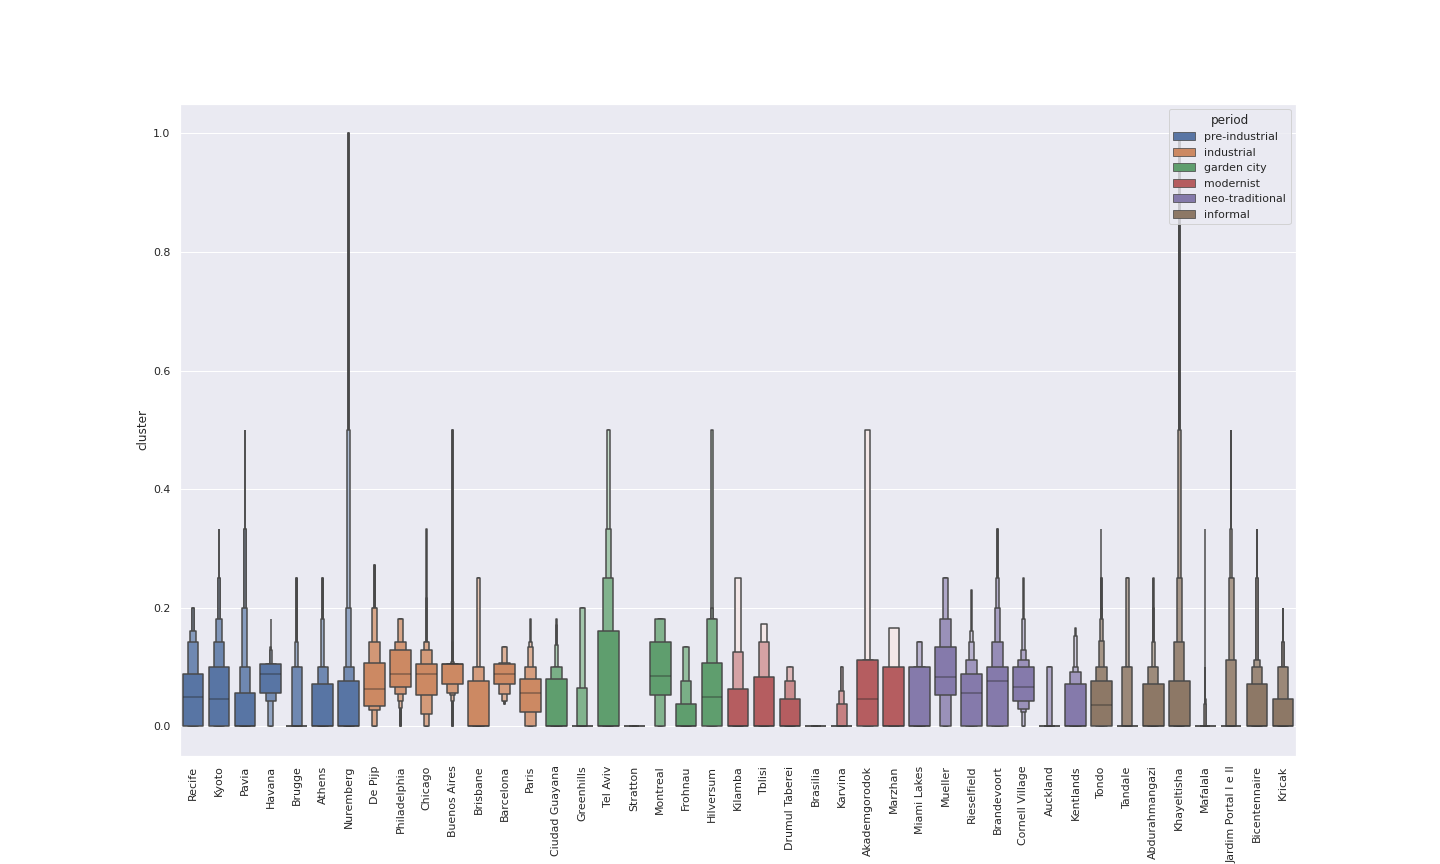 period
pre-industrial
industrial
garden city
modernist
neo-traditional
informal
1.0
0.8
0.6
0.4
0.2
0.0
cluster
Recife
Kyoto
Pavia
Havana
Brugge
Athens
Nuremberg
De Pijp
Philadelphia
Chicago
Buenos Aires
Brisbane
Barcelona
Paris
Ciudad Guayana
Greenhills
Tel Aviv
Stratton
Montreal
Frohnau
Hilversum
Kilamba
Tblisi
Drumul Taberei
Brasilia
Karvina
Akademgorodok
Marzhan
Miami Lakes
Mueller
Rieselfield
Brandevoort
Cornell Village
Auckland
Kentlands
Tondo
Tandale
Abdurahmangazi
Khayeltisha
Mafalala
Jardim Portal I e II
Bicentennaire
Kricak